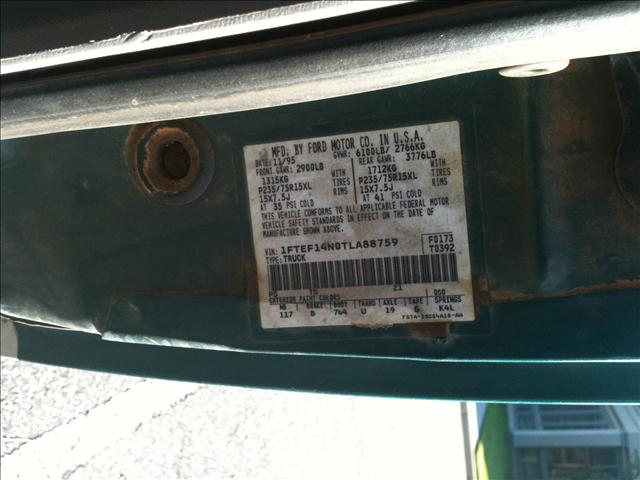 MFD. BY FORD MOTOR CO. IN U.S.A.
DATE: 11/95 GVWR: 6100LB/ 2766KG
FRONT GAWR: 2900LB REAR GAWR: 3776LB
1315KG WITH 1712KG WITH
P235/75R15XL TIRES P235/75R15XL TIRES
15X7.5J RIMS 15X7.5J RIMS
AT 35 PSI COLD AT 41 PSI COLD
THIS VEHICLE CONFORMS TO ALL APPLICABLE FEDERAL MOTOR
VEHICLE SAFETY STANDARDS IN EFFECT ON THE DATE OF
MANUFACTURE SHOWN ABOVE.
VIN: 1FTEF14N0TLA88759 F0173
TYPE: TRUCK T0392
21
EXTERIOR PAINT COLORS DSO
WB BRAKE BODY TRANS AXLE TAPE SPRINGS
117 B 764 U 19 G K4L